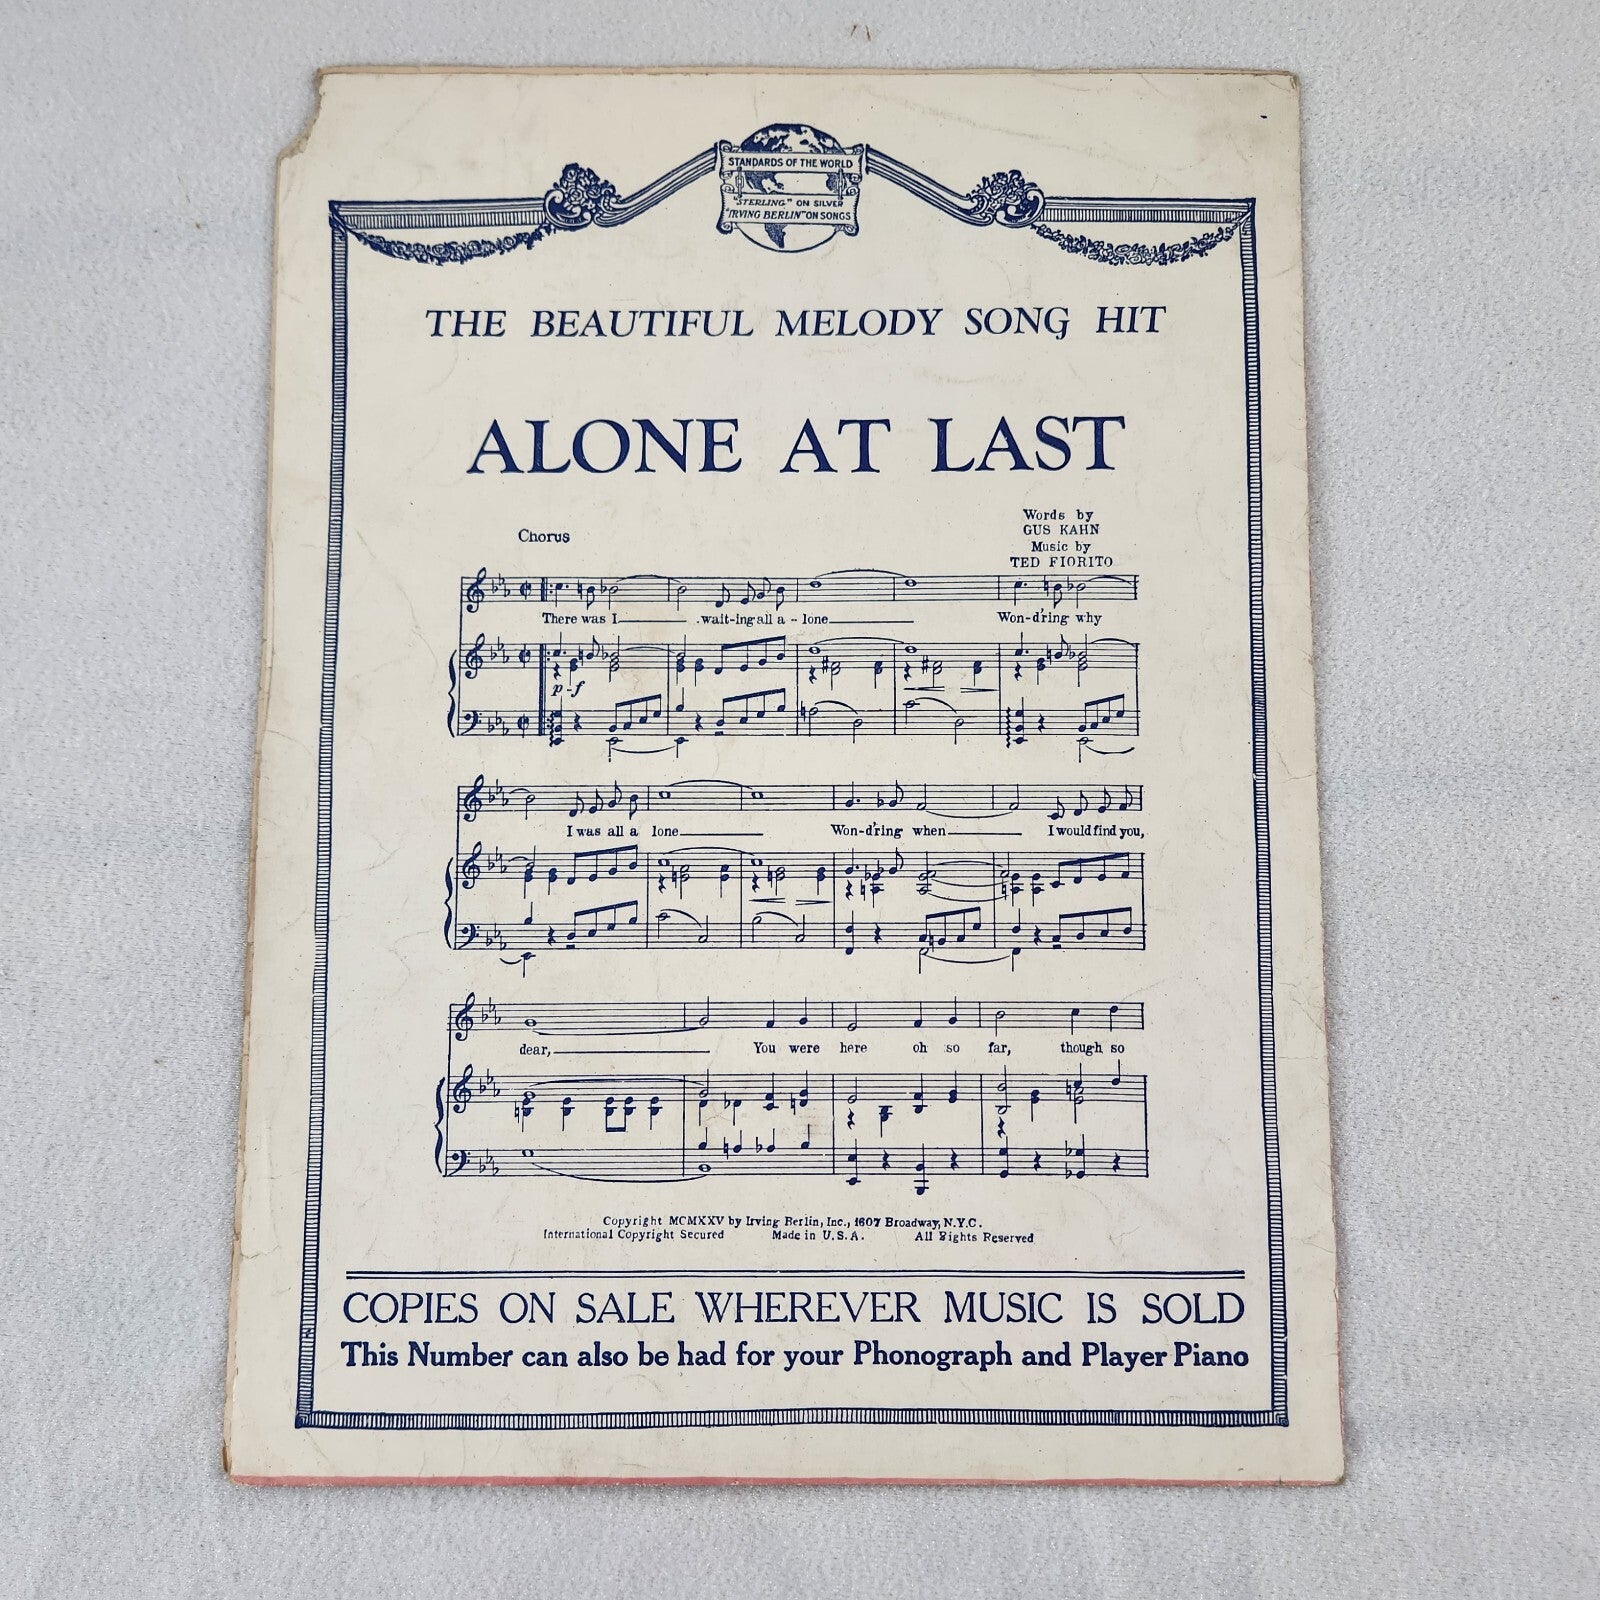 STANDARDS OF THE WORLD
"STERLING" ON SILVER
"IRVING BERLIN" ON SONGS
THE BEAUTIFUL MELODY SONG HIT
ALONE AT LAST
Words by
GUS KAHN
Music by
TED FIORITO
Chorus
There was I wait-ing all a-lone Won-d'ring why
p-f
I was all a lone Won-d'ring when I would find you,
dear, You were here oh so far, though so
Copyright MCMXXV by Irving Berlin, Inc., 1607 Broadway, N.Y.C.
International Copyright Secured Made in U.S.A. All Rights Reserved
COPIES ON SALE WHEREVER MUSIC IS SOLD
This Number can also be had for your Phonograph and Player Piano